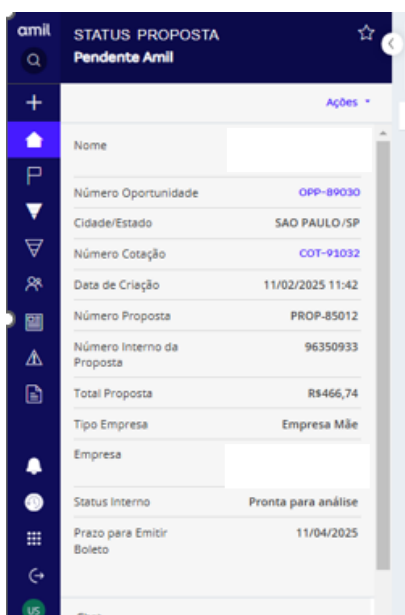 amil
STATUS PROPOSTA
Pendente Amil
Ações
Nome
Número Oportunidade OPP-89030
Cidade/Estado SAO PAULO/SP
Número Cotação COT-91032
Data de Criação 11/02/2025 11:42
Número Proposta PROP-85012
Número Interno da 96350933
Proposta
Total Proposta R$466,74
Tipo Empresa Empresa Mãe
Empresa
Status Interno Pronta para análise
Prazo para Emitir 11/04/2025
Boleto
US